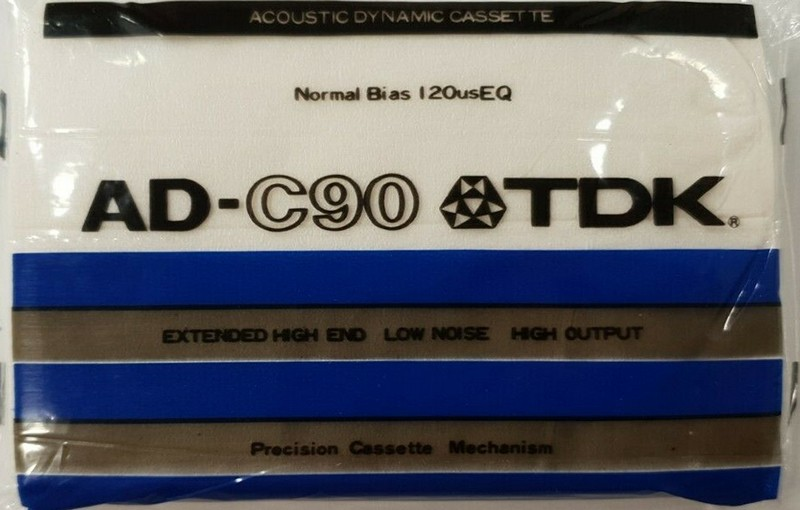 ACOUSTIC DYNAMIC CASSETTE
Normal Bias 120usEQ
AD-C90 TDK®
EXTENDED HIGH END LOW NOISE HIGH OUTPUT
Precision Cassette Mechanism